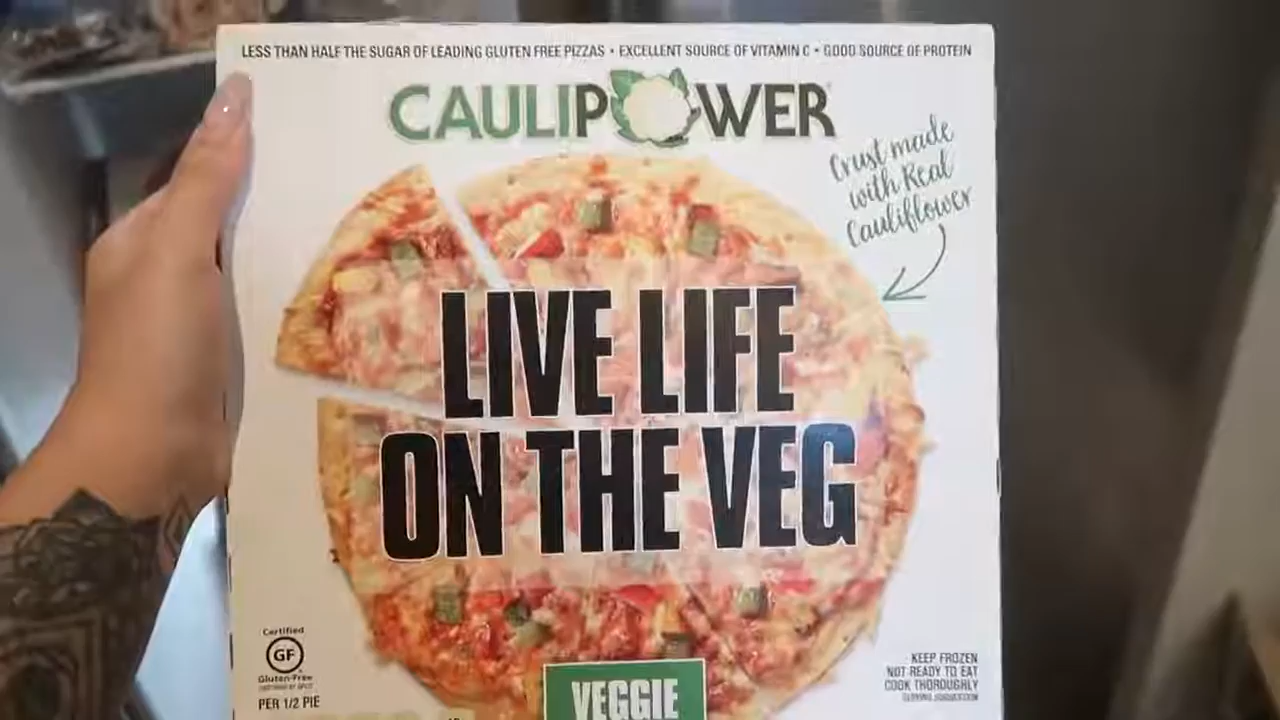 LESS THAN HALF THE SUGAR OF LEADING GLUTEN FREE PIZZAS • EXCELLENT SOURCE OF VITAMIN C • GOOD SOURCE OF PROTEIN
CAULIPOWER
Crust made
with Real
Cauliflower
LIVE LIFE
ON THE VEG
Certified
GF
Gluten-Free
PER 1/2 PIE
KEEP FROZEN
NOT READY TO EAT
COOK THOROUGHLY
VEGGIE